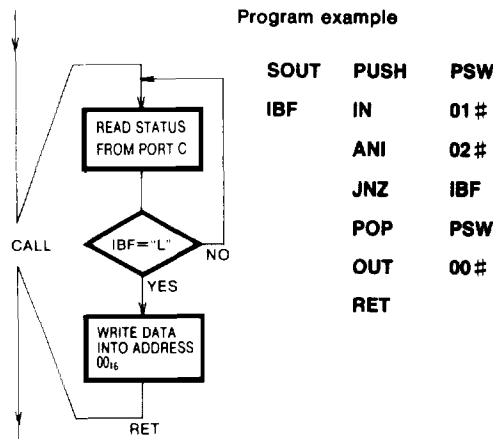 Program example
SOUT PUSH PSW
IBF IN 01#
ANI 02#
JNZ IBF
POP PSW
OUT 00#
RET
READ STATUS
FROM PORT C
CALL
IBF="L"
NO
YES
WRITE DATA
INTO ADDRESS
00₁₆
RET